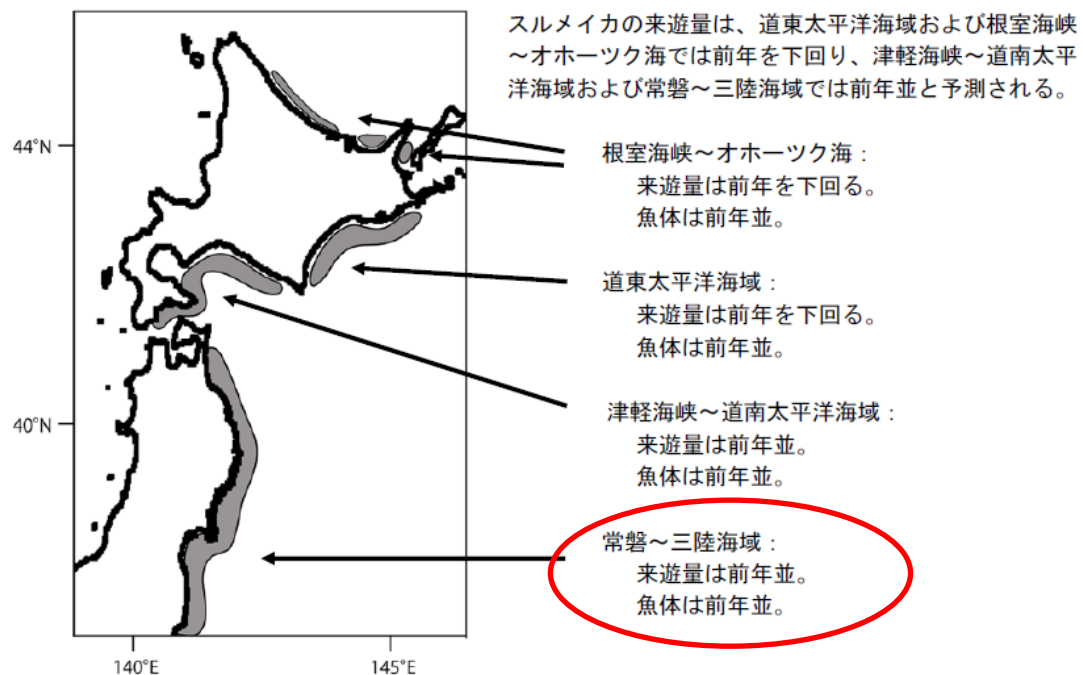 スルメイカの来遊量は、道東太平洋海域および根室海峡
～オホーツク海では前年を下回り、津軽海峡～道南太平
洋海域および常磐～三陸海域では前年並と予測される。
44°N
根室海峡～オホーツク海：
来遊量は前年を下回る。
魚体は前年並。
道東太平洋海域：
来遊量は前年を下回る。
魚体は前年並。
40°N
津軽海峡～道南太平洋海域：
来遊量は前年並。
魚体は前年並。
常磐～三陸海域：
来遊量は前年並。
魚体は前年並。
140°E
145°E